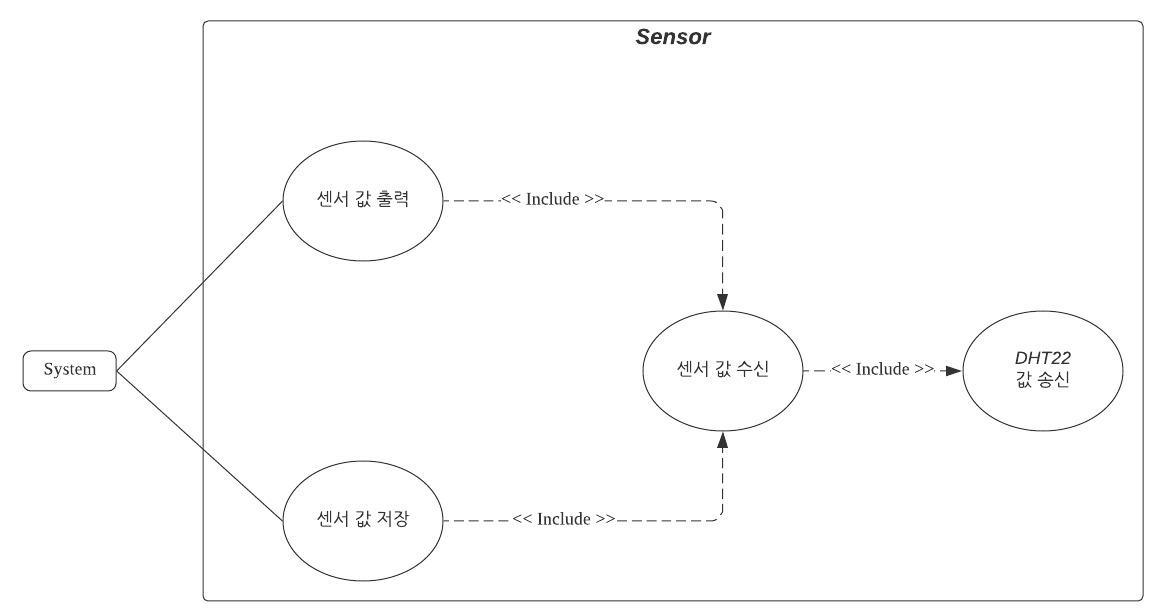 Sensor
센서 값 출력
<< Include >>
System
센서 값 수신
<< Include >>
DHT22
값 송신
센서 값 저장
<< Include >>